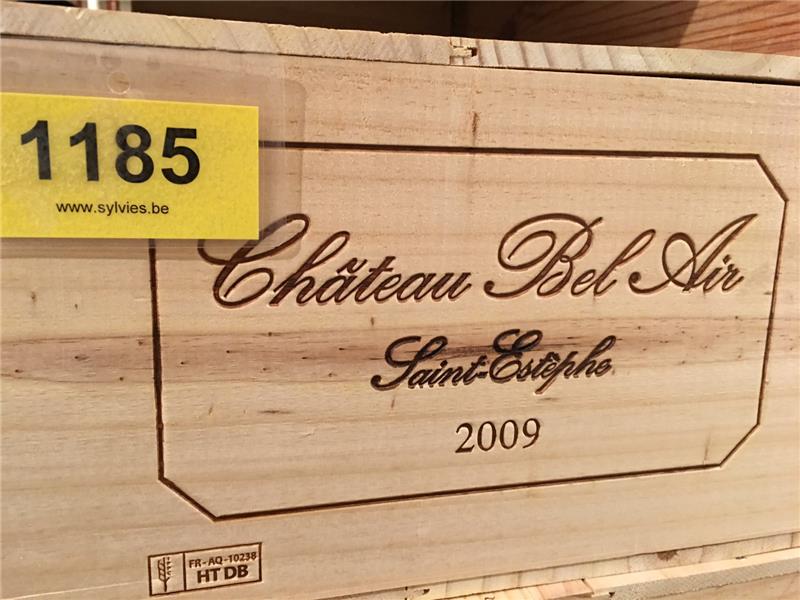 1185
www.sylvies.be
Château Bel Air
Saint-Estèphe
2009
FR-AQ-10238
HT DB